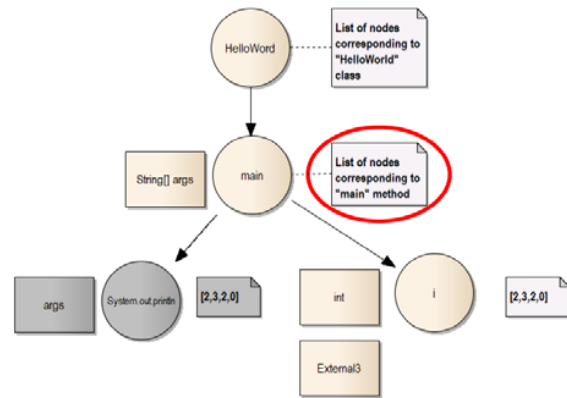 HelloWord
List of nodes
corresponding to
"HelloWorld"
class
String[] args
main
List of nodes
corresponding to
"main" method
args
System.out.println
[2,3,2,0]
int
i
[2,3,2,0]
External3